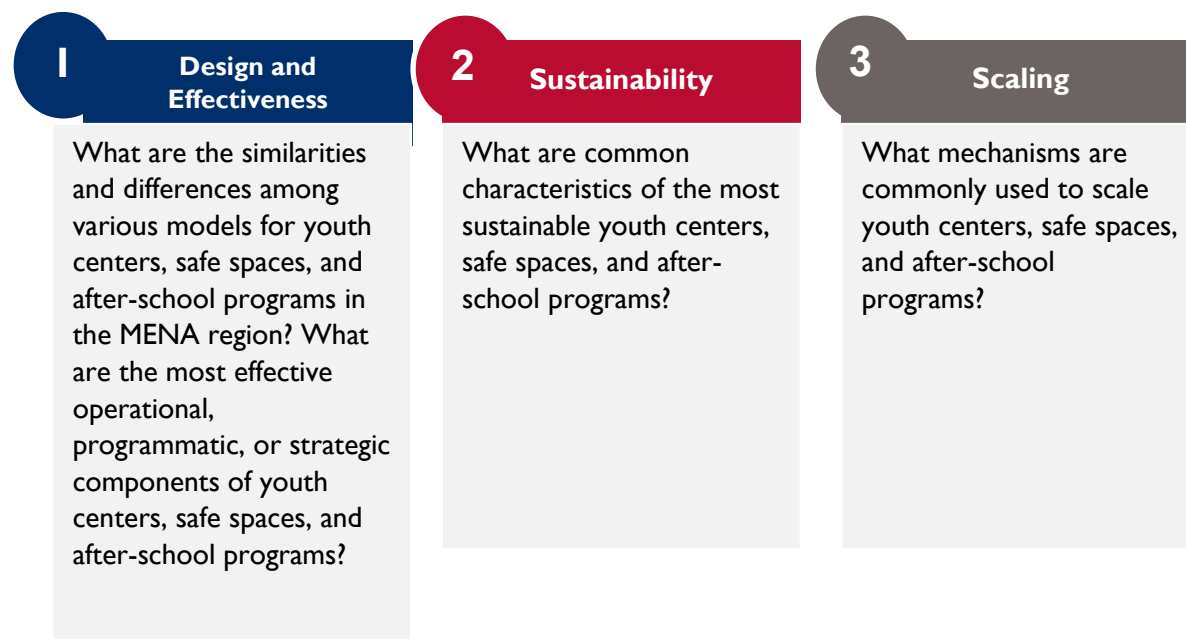 1
Design and
Effectiveness
What are the similarities
and differences among
various models for youth
centers, safe spaces, and
after-school programs in
the MENA region? What
are the most effective
operational,
programmatic, or strategic
components of youth
centers, safe spaces, and
after-school programs?
2
Sustainability
What are common
characteristics of the most
sustainable youth centers,
safe spaces, and after-
school programs?
3
Scaling
What mechanisms are
commonly used to scale
youth centers, safe spaces,
and after-school
programs?